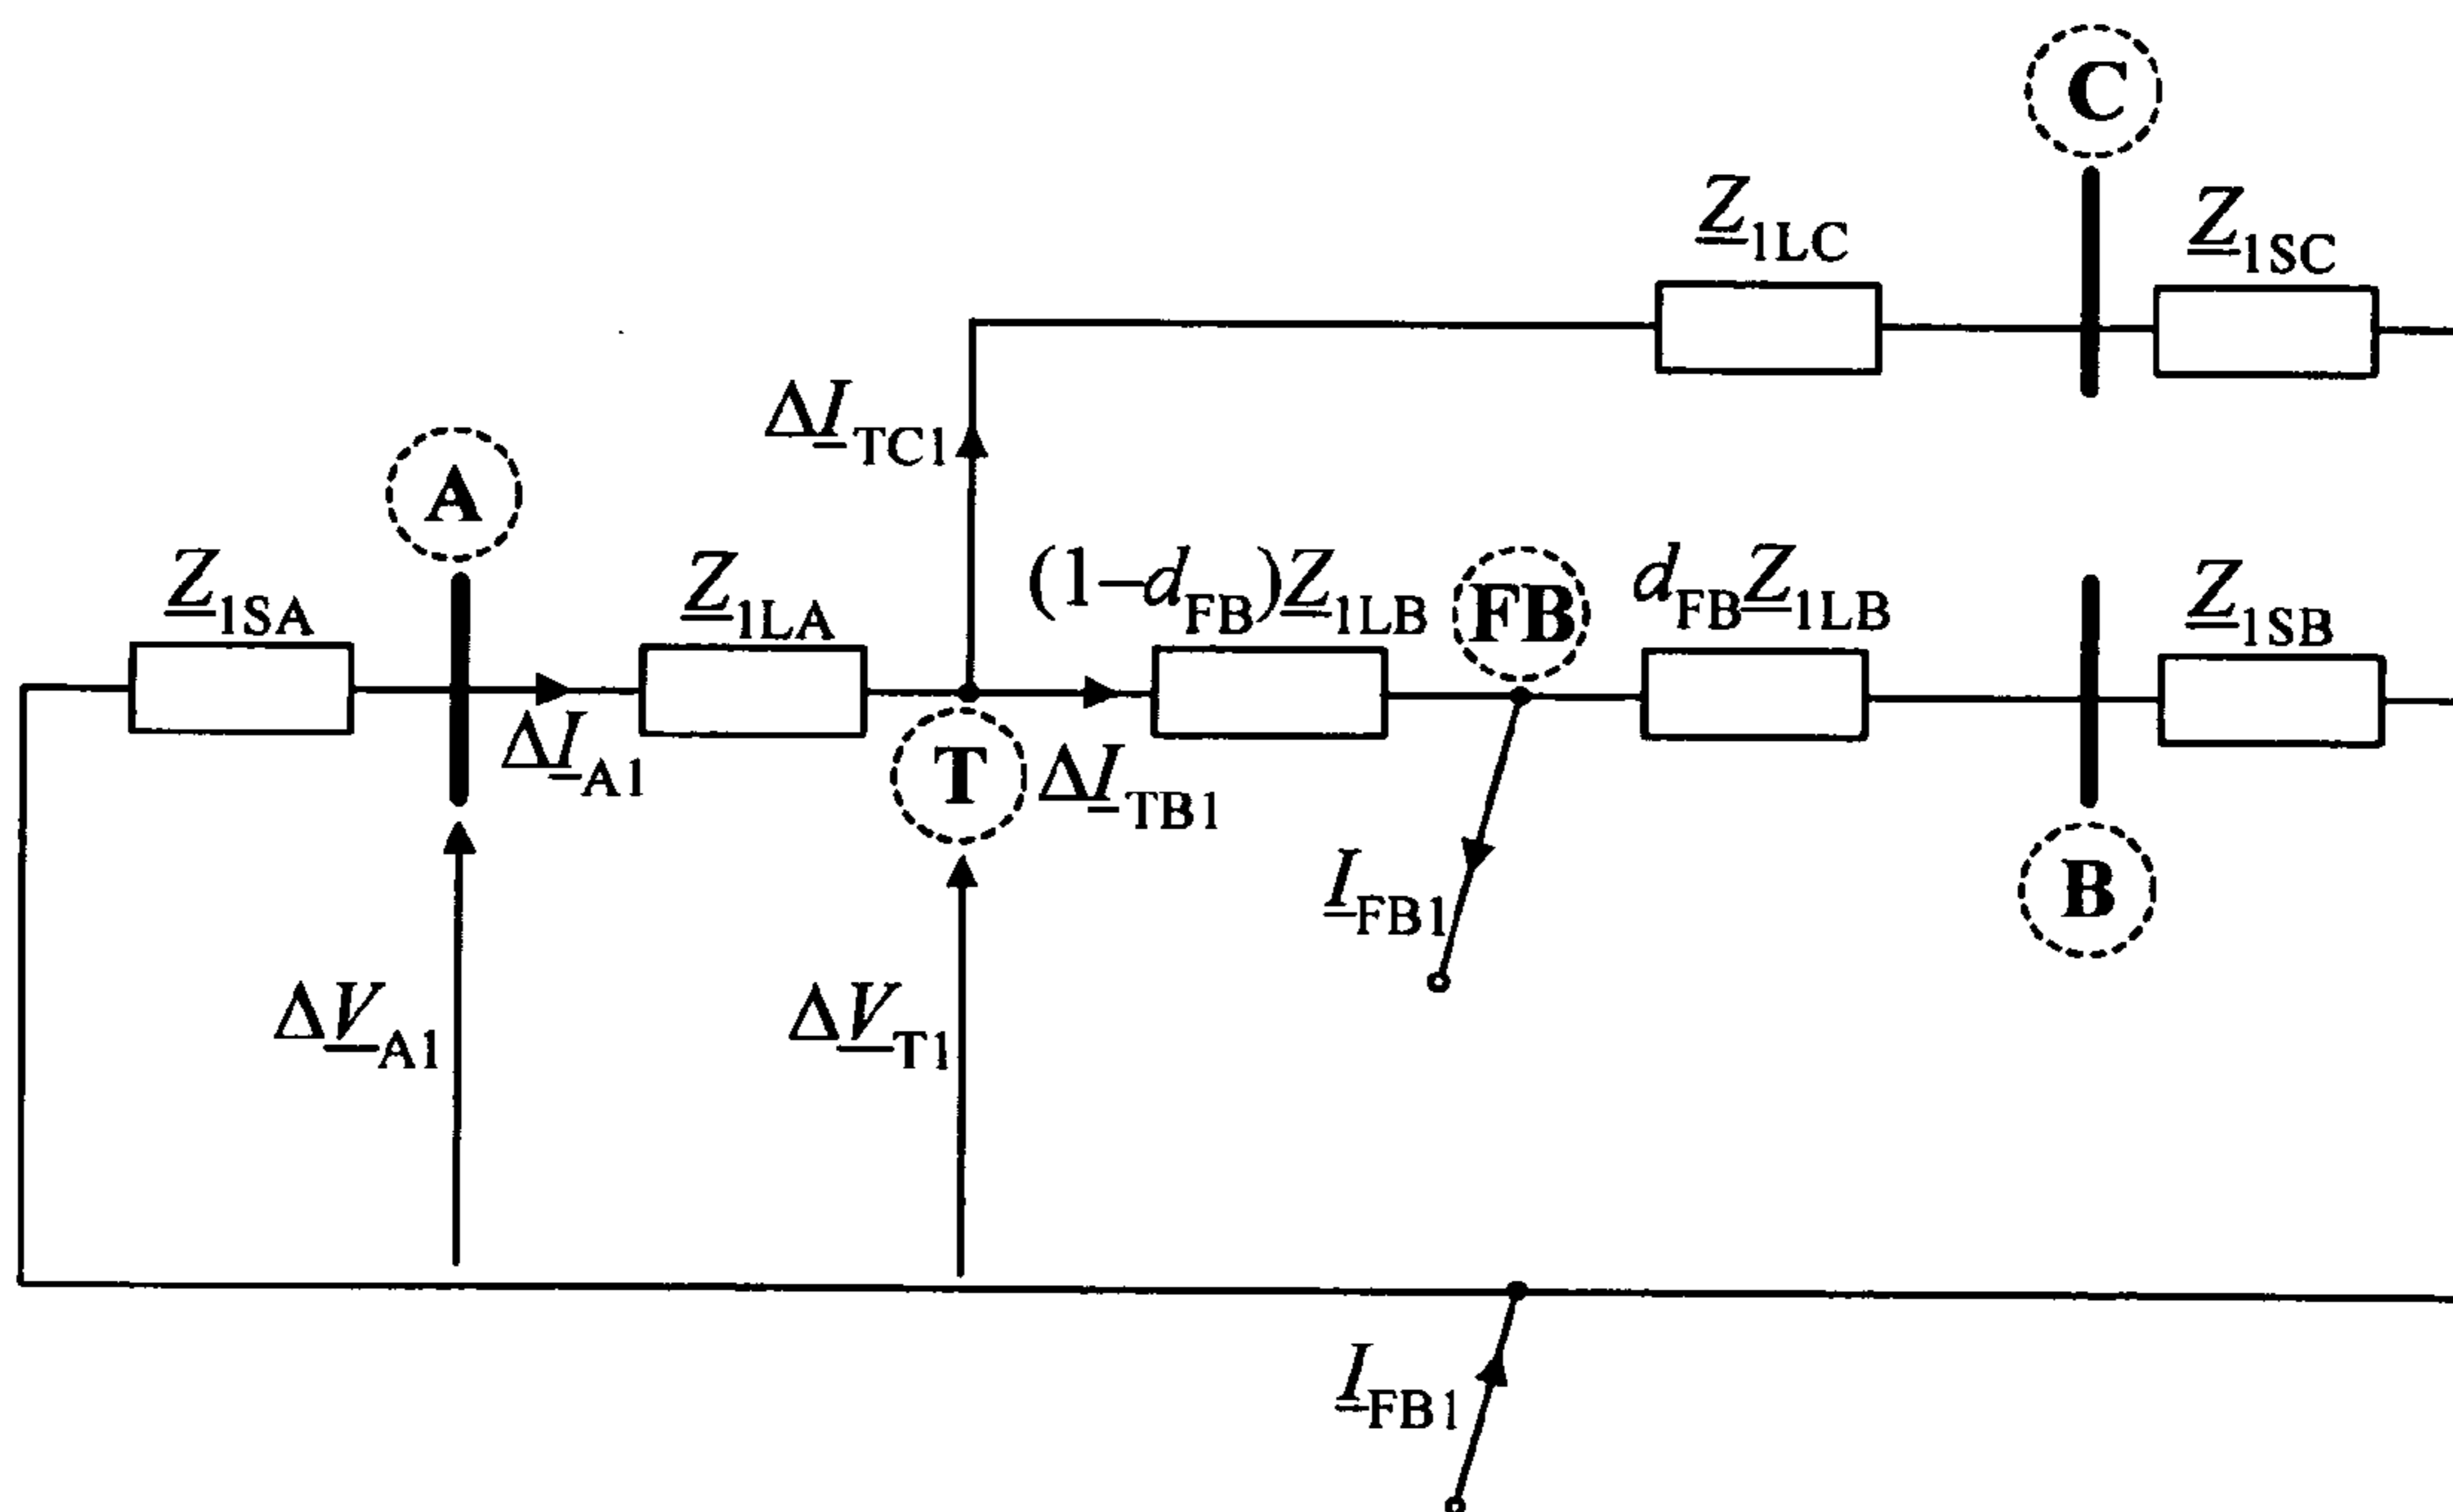 C
Z1LC
Z1SC
ΔITC1
A
Z1SA
Z1LA
(1–dFB)Z1LB
FB
dFBZ1LB
Z1SB
ΔIA1
T
ΔITB1
IFB1
B
ΔVA1
ΔVT1
IFB1